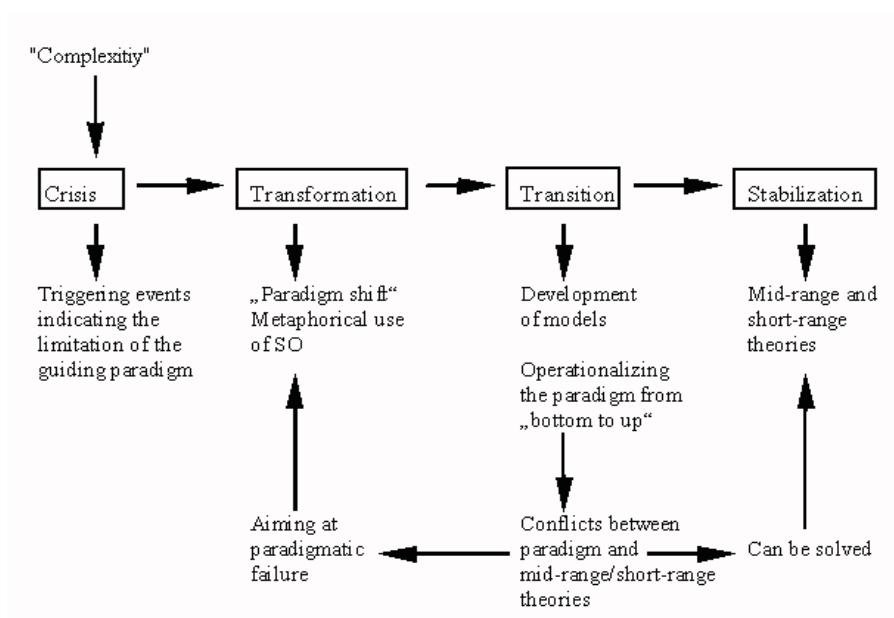 "Complexitiy"
Crisis
Transformation
Transition
Stabilization
Triggering events
indicating the
limitation of the
guiding paradigm
„Paradigm shift“
Metaphorical use
of SO
Development
of models
Operationalizing
the paradigm from
„bottom to up“
Mid-range and
short-range
theories
Aiming at
paradigmatic
failure
Conflicts between
paradigm and
mid-range/short-range
theories
Can be solved